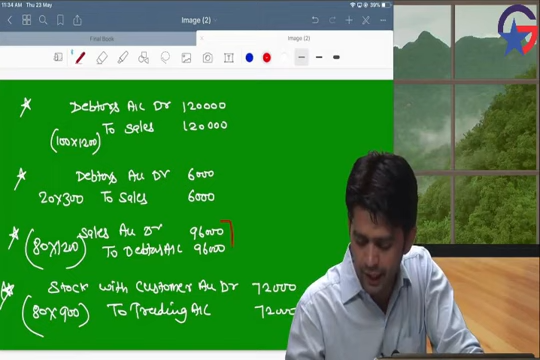 11:34 AM Thu 23 May
39%
Image (2)
Final Book
Image (2)
Debtors A/C Dr 120000
To Sales 120000
(100x1200)
Debtors A/c Dr 6000
20x300 To Sales 6000
Sales A/c Dr 96000
(80x1200) To Debtors A/C 96000
Stock with Customer A/c Dr 72000
(80x900) To Trading A/C